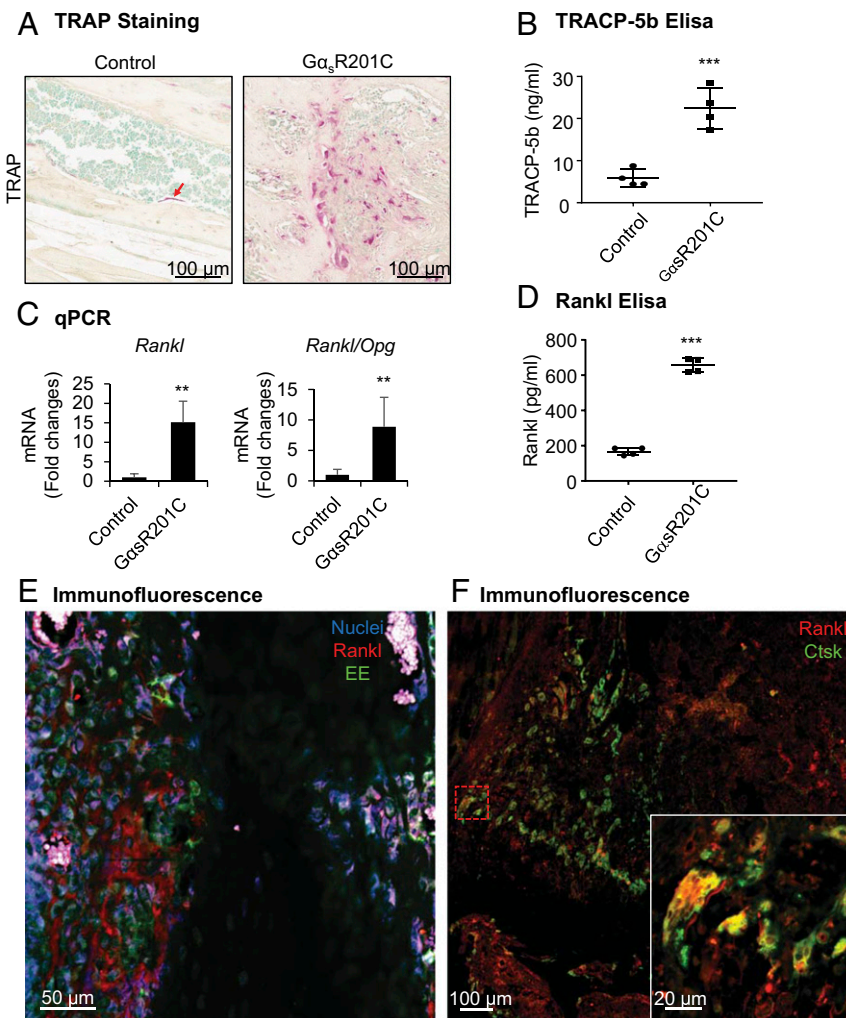 A TRAP Staining
Control
GαsR201C
TRAP
100 µm
100 µm
B TRACP-5b Elisa
TRACP-5b (ng/ml)
30
20
10
0
***
Control
GαsR201C
C qPCR
Rankl
mRNA
(Fold changes)
25
20
15
10
5
0
**
Control
GαsR201C
Rankl/Opg
mRNA
(Fold changes)
15
10
5
0
**
Control
GαsR201C
D Rankl Elisa
Rankl (pg/ml)
800
600
400
200
0
***
Control
GαsR201C
E Immunofluorescence
Nuclei
Rankl
EE
50 µm
F Immunofluorescence
Rankl
Ctsk
100 µm
20 µm